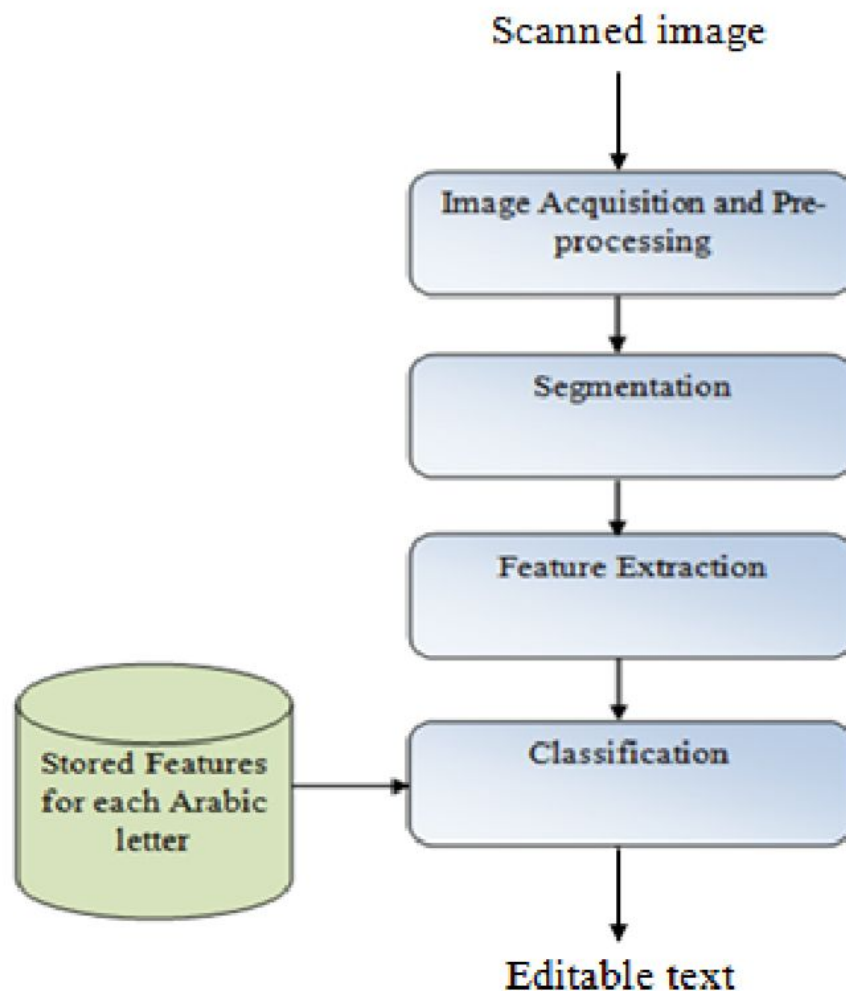 Scanned image
Image Acquisition and Pre-
processing
Segmentation
Feature Extraction
Classification
Stored Features
for each Arabic
letter
Editable text